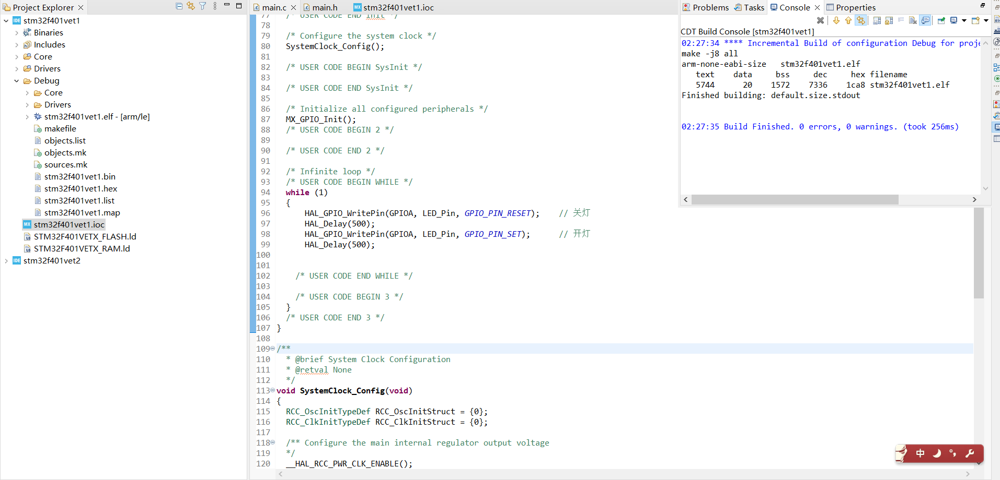 Project Explorer
stm32f401vet1
Binaries
Includes
Core
Drivers
Debug
Core
Drivers
stm32f401vet1.elf - [arm/le]
makefile
objects.list
objects.mk
sources.mk
stm32f401vet1.bin
stm32f401vet1.hex
stm32f401vet1.list
stm32f401vet1.map
stm32f401vet1.ioc
STM32F401VETX_FLASH.ld
STM32F401VETX_RAM.ld
stm32f401vet2
main.c main.h stm32f401vet1.ioc
77 /* USER CODE END Init */
78
79 /* Configure the system clock */
80 SystemClock_Config();
81
82 /* USER CODE BEGIN SysInit */
83
84 /* USER CODE END SysInit */
85
86 /* Initialize all configured peripherals */
87 MX_GPIO_Init();
88 /* USER CODE BEGIN 2 */
89
90 /* USER CODE END 2 */
91
92 /* Infinite loop */
93 /* USER CODE BEGIN WHILE */
94 while (1)
95 {
96 HAL_GPIO_WritePin(GPIOA, LED_Pin, GPIO_PIN_RESET); // 关灯
97 HAL_Delay(500);
98 HAL_GPIO_WritePin(GPIOA, LED_Pin, GPIO_PIN_SET); // 开灯
99 HAL_Delay(500);
100
101
102 /* USER CODE END WHILE */
103
104 /* USER CODE BEGIN 3 */
105 }
106 /* USER CODE END 3 */
107 }
108
109 /**
110 * @brief System Clock Configuration
111 * @retval None
112 */
113 void SystemClock_Config(void)
114 {
115 RCC_OscInitTypeDef RCC_OscInitStruct = {0};
116 RCC_ClkInitTypeDef RCC_ClkInitStruct = {0};
117
118 /** Configure the main internal regulator output voltage
119 */
120 __HAL_RCC_PWR_CLK_ENABLE();
Problems Tasks Console Properties
CDT Build Console [stm32f401vet1]
02:27:34 **** Incremental Build of configuration Debug for proje
make -j8 all
arm-none-eabi-size stm32f401vet1.elf
text data bss dec hex filename
5744 20 1572 7336 1ca8 stm32f401vet1.elf
Finished building: default.size.stdout
02:27:35 Build Finished. 0 errors, 0 warnings. (took 256ms)
中